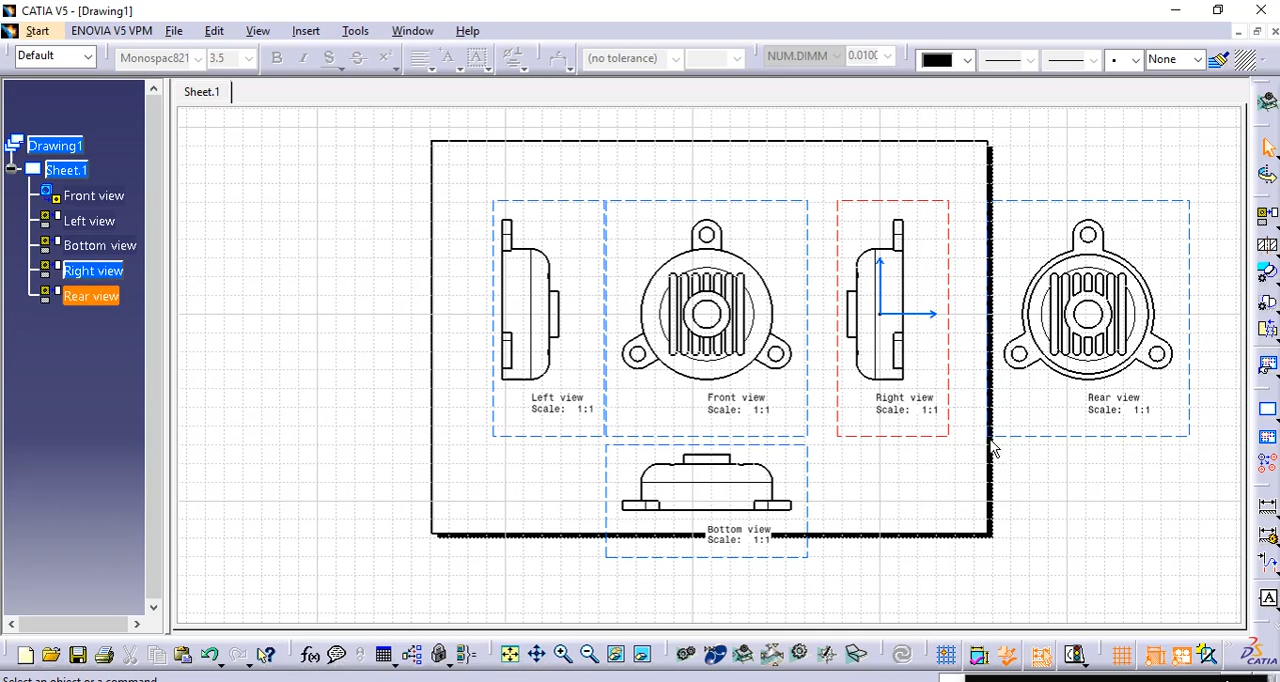 CATIA V5 - [Drawing1]
Start ENOVIA V5 VPM File Edit View Insert Tools Window Help
Default Monospac821 3.5 B I S (no tolerance) NUM.DIMM 0.010 None
Sheet.1
Drawing1
Sheet.1
Front view
Left view
Bottom view
Right view
Rear view
Left view
Scale: 1:1
Front view
Scale: 1:1
Right view
Scale: 1:1
Rear view
Scale: 1:1
Bottom view
Scale: 1:1
A
f(x)
CATIA
Select an object or a command